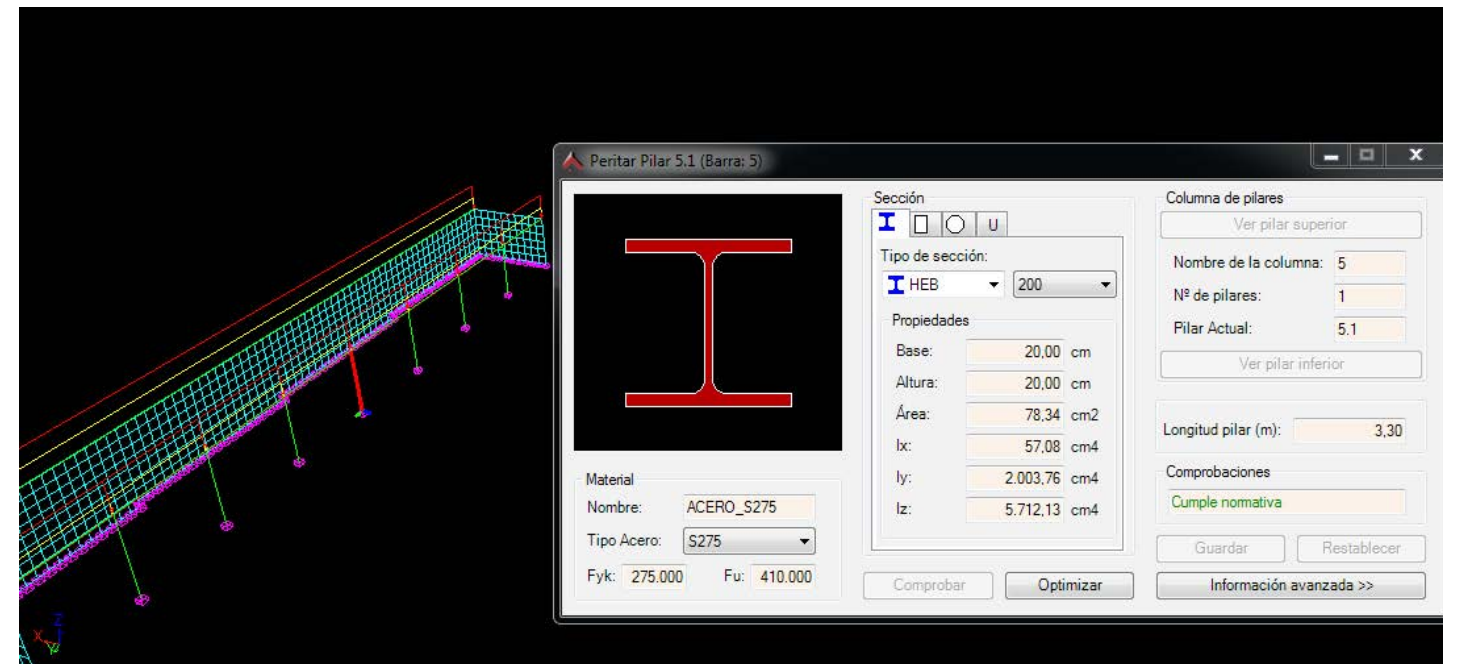 Peritar Pilar 5.1 (Barra: 5)
Sección
U
Tipo de sección:
HEB 200
Propiedades
Base: 20,00 cm
Altura: 20,00 cm
Área: 78,34 cm2
Ix: 57,08 cm4
Iy: 2.003,76 cm4
Iz: 5.712,13 cm4
Material
Nombre: ACERO_S275
Tipo Acero: S275
Fyk: 275.000 Fu: 410.000
Comprobar Optimizar
Columna de pilares
Ver pilar superior
Nombre de la columna: 5
Nº de pilares: 1
Pilar Actual: 5.1
Ver pilar inferior
Longitud pilar (m): 3,30
Comprobaciones
Cumple normativa
Guardar Restablecer
Información avanzada >>
X Z Y